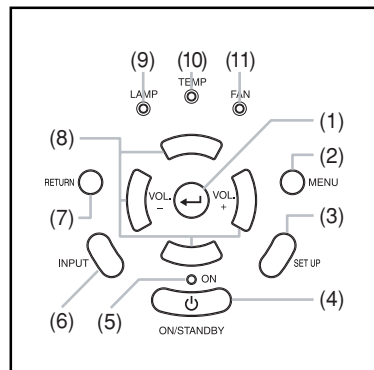 (9) (10) (11)
TEMP
LAMP FAN
(1)
(8)
(2)
RETURN MENU
VOL. VOL.
– +
(7) (3)
INPUT SET UP
ON
(6) (5) (4)
ON/STANDBY